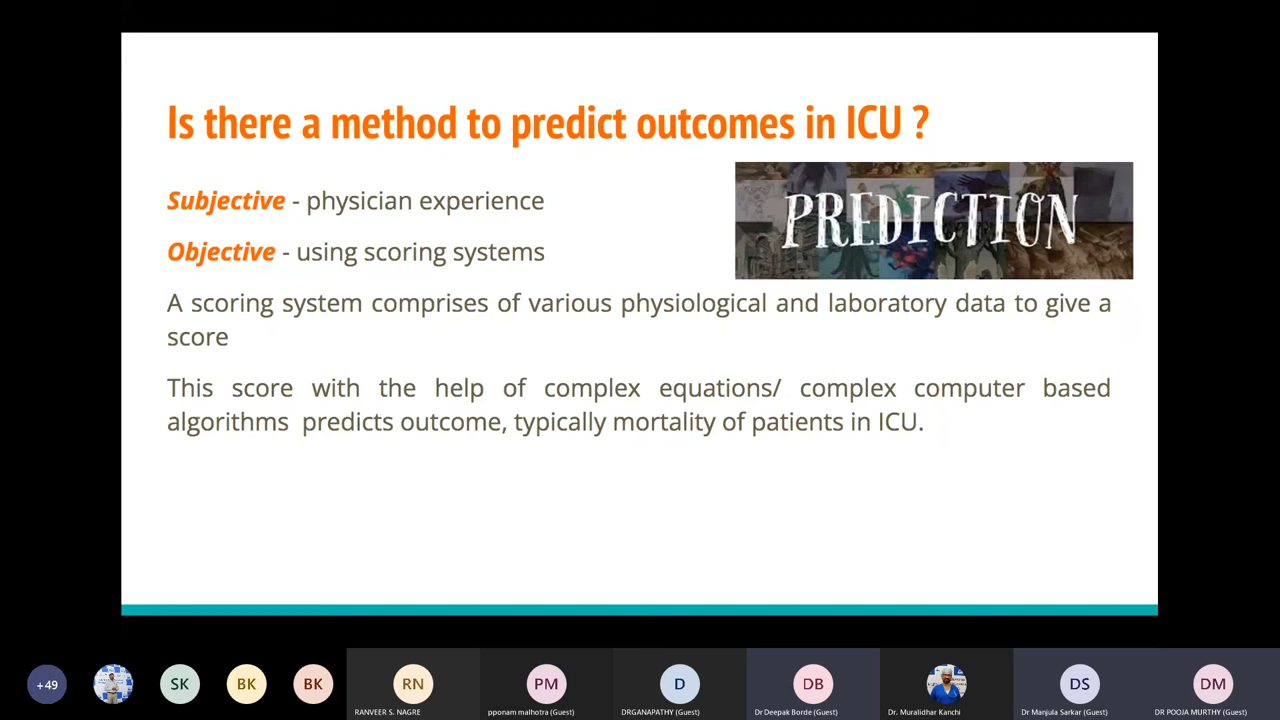 Is there a method to predict outcomes in ICU ?
Subjective - physician experience
PREDICTION
Objective - using scoring systems
A scoring system comprises of various physiological and laboratory data to give a
score
This score with the help of complex equations/ complex computer based
algorithms predicts outcome, typically mortality of patients in ICU.
+49
SK
BK
BK
RN
PM
D
DB
DS
DM
RANVEER S. NAGRE
pponam malhotra (Guest)
DRGANAPATHY (Guest)
Dr Deepak Borde (Guest)
Dr. Muralidhar Kanchi
Dr Manjula Sarkar (Guest)
DR POOJA MURTHY (Guest)